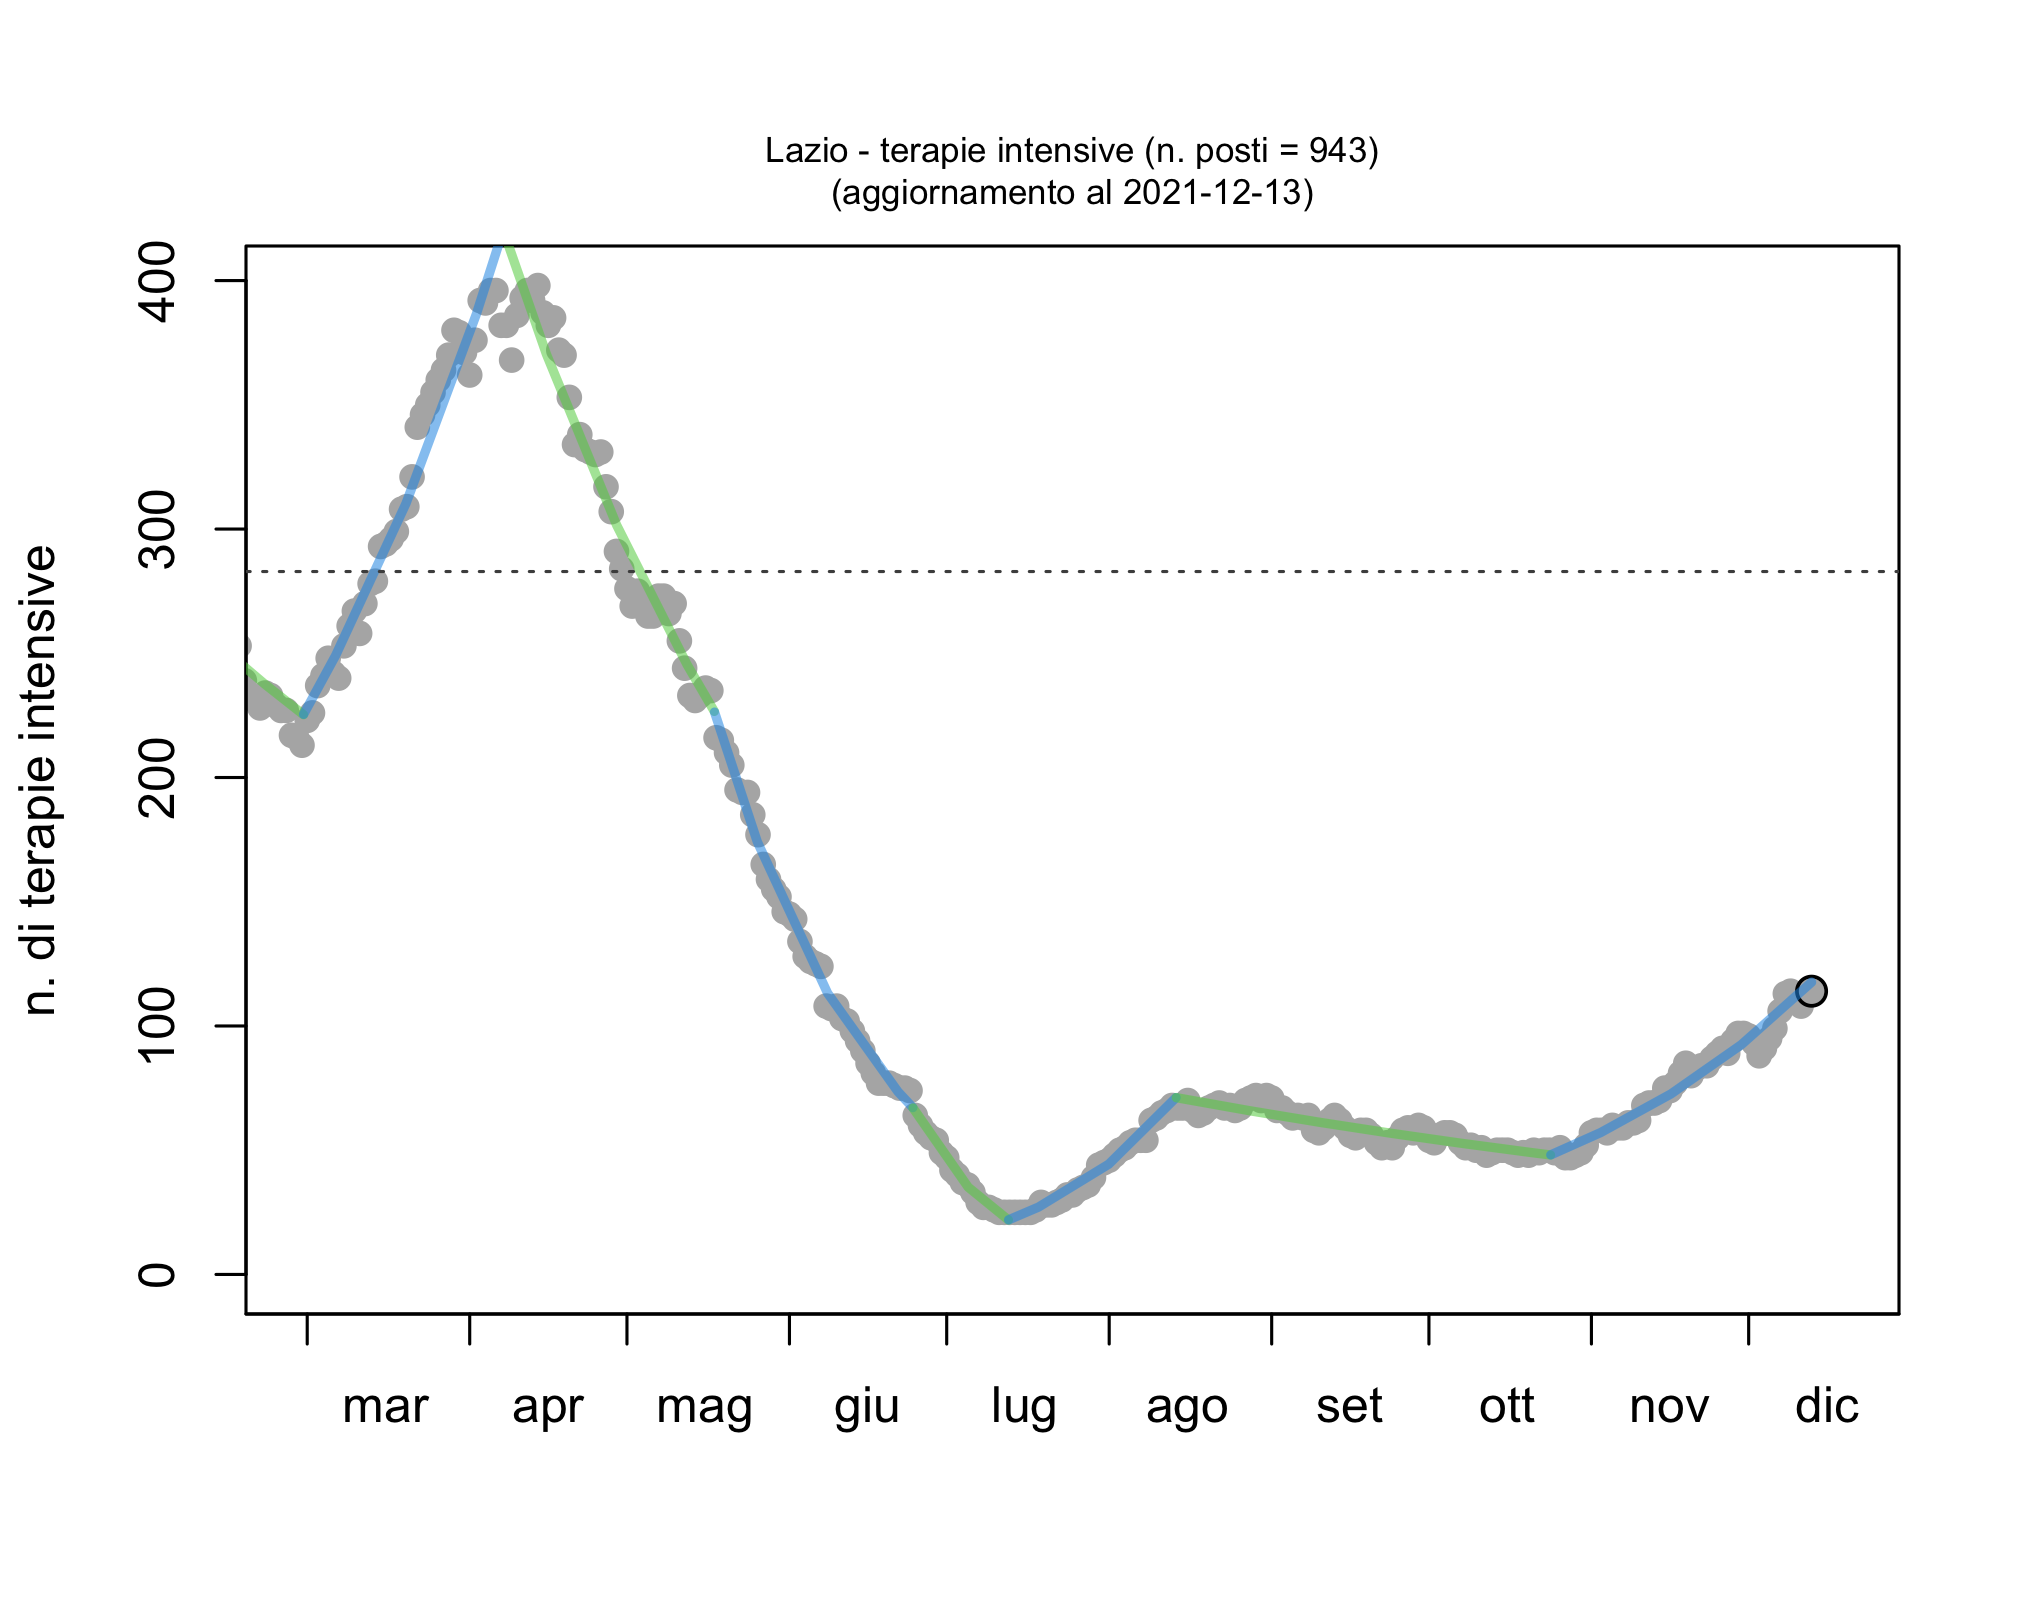 Lazio - terapie intensive (n. posti = 943)
(aggiornamento al 2021-12-13)
n. di terapie intensive
400
300
200
100
0
mar apr mag giu lug ago set ott nov dic